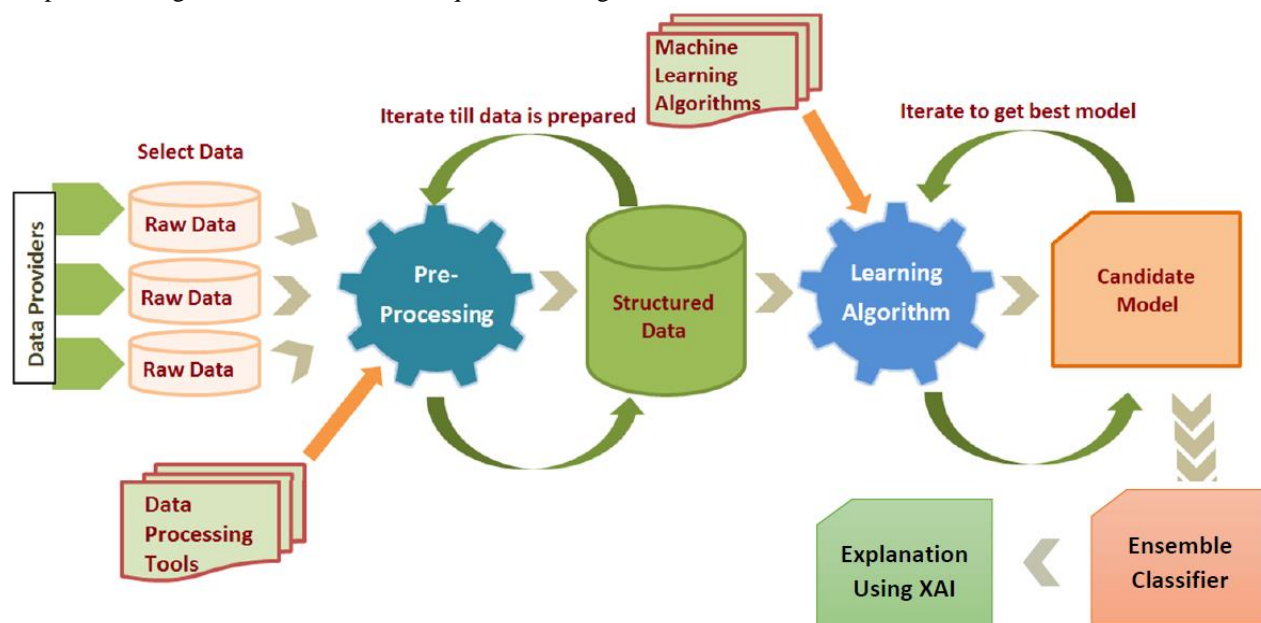 Machine
Learning
Algorithms
Iterate till data is prepared
Iterate to get best model
Select Data
Data Providers
Raw Data
Raw Data
Raw Data
Pre-
Processing
Structured
Data
Learning
Algorithm
Candidate
Model
Data
Processing
Tools
Explanation
Using XAI
Ensemble
Classifier